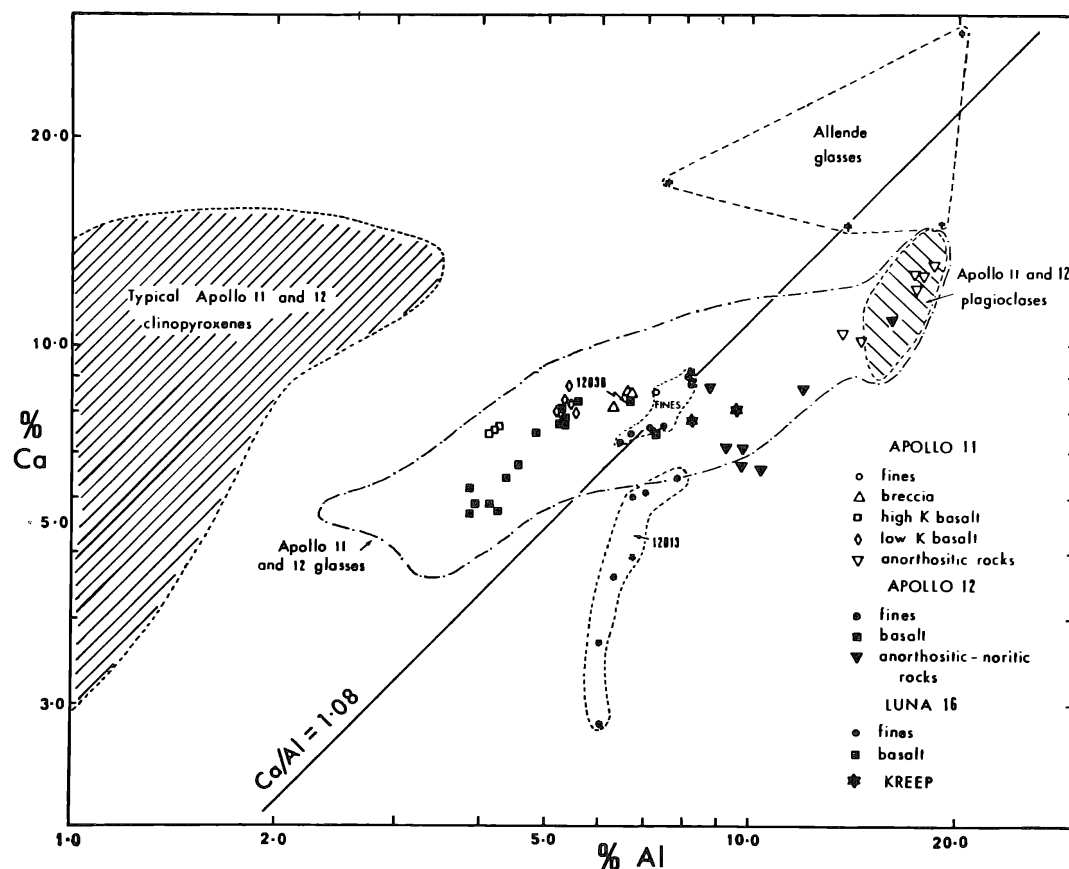 20·0
10·0
5·0
3·0
%
Ca
1·0
2·0
5·0
10·0
20·0
% Al
Allende
glasses
Typical Apollo 11 and 12
clinopyroxenes
Apollo 11 and 12
plagioclases
12036
FINES
Apollo 11
and 12 glasses
12013
Ca/Al = 1·08
APOLLO 11
fines
breccia
high K basalt
low K basalt
anorthositic rocks
APOLLO 12
fines
basalt
anorthositic - noritic
rocks
LUNA 16
fines
basalt
KREEP